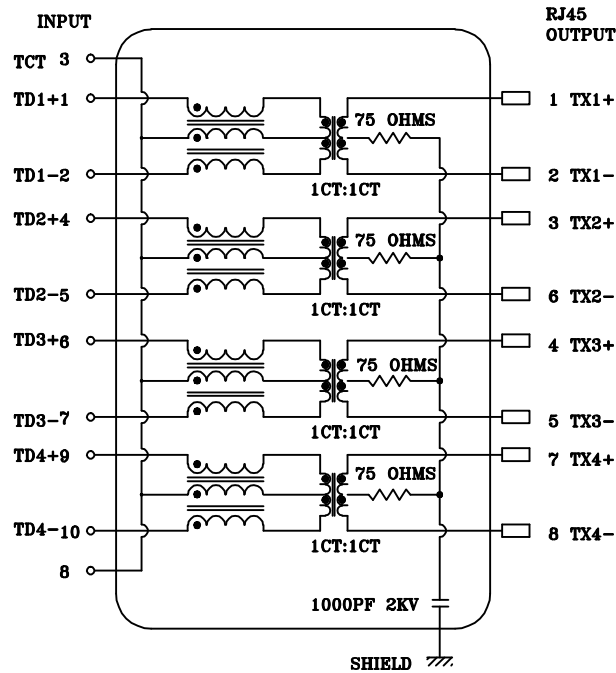 INPUT
RJ45
OUTPUT
TCT 3
TD1+1
75 OHMS
1 TX1+
TD1-2
1CT:1CT
2 TX1-
TD2+4
75 OHMS
3 TX2+
TD2-5
1CT:1CT
6 TX2-
TD3+6
75 OHMS
4 TX3+
TD3-7
1CT:1CT
5 TX3-
TD4+9
75 OHMS
7 TX4+
TD4-10
1CT:1CT
8 TX4-
8
1000PF 2KV
SHIELD